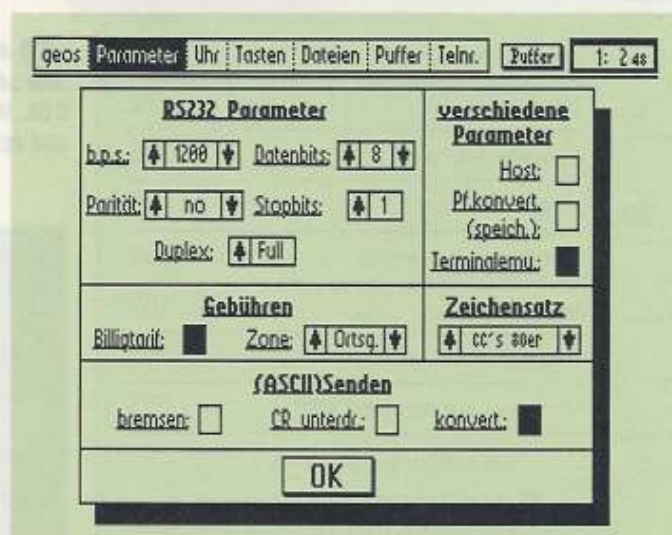 geos Parameter Uhr Tasten Dateien Puffer Telnr. Puffer 1: 2 48
RS232 Parameter
b.p.s.: 1200 Datenbits: 8
Parität: no Stopbits: 1
Duplex: Full
verschiedene
Parameter
Host:
Pf.konvert.
(speich.):
Terminalemu.:
Gebühren
Billigtarif: Zone: Ortsg.
Zeichensatz
CC's 80er
(ASCII)Senden
bremsen: CR unterdr.: konvert.:
OK